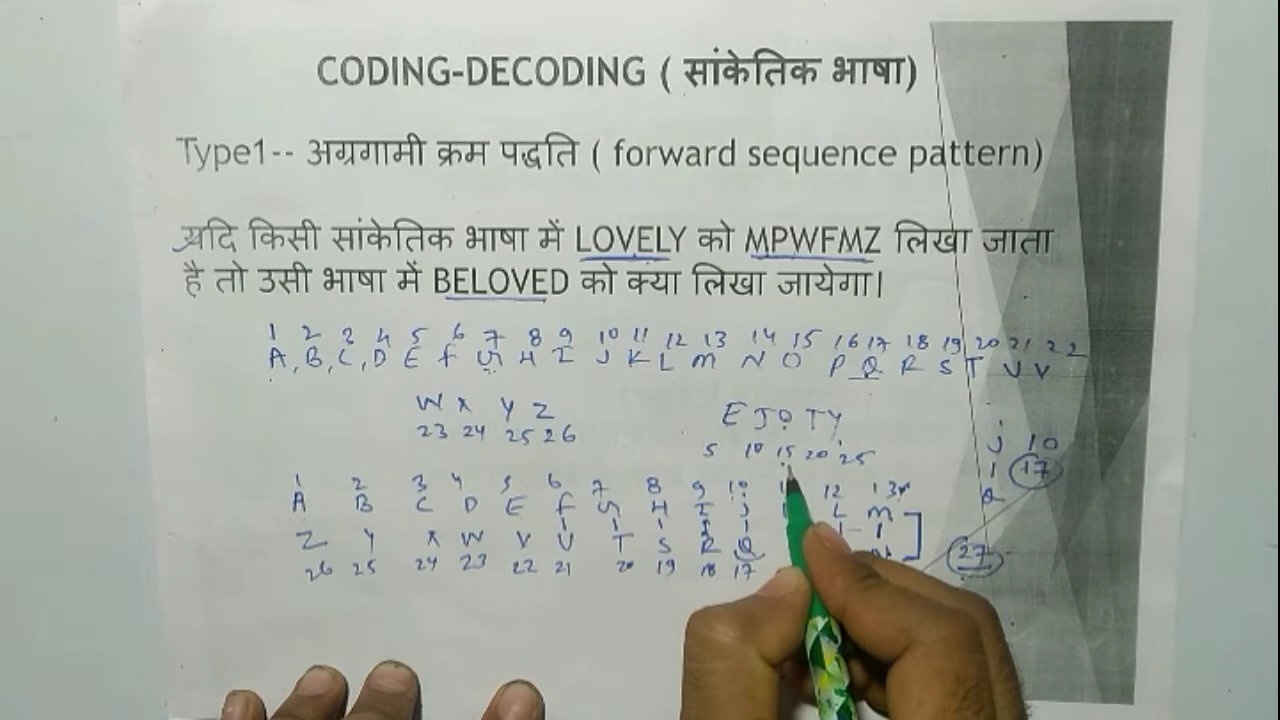 CODING-DECODING ( सांकेतिक भाषा)
Type1-- अग्रगामी क्रम पद्धति ( forward sequence pattern)
यदि किसी सांकेतिक भाषा में LOVELY को MPWFMZ लिखा जाता
है तो उसी भाषा में BELOVED को क्या लिखा जायेगा।
1 2 3 4 5 6 7 8 9 10 11 12 13 14 15 16 17 18 19 20 21 22
A, B, C, D E F G H I J K L M N O P Q R S T U V
W X Y Z
23 24 25 26
E J O T Y
5 10 15 20 25
J 10
Q 17
1 2 3 4 5 6 7 8 9 10 12 13
A B C D E F G H I J L M
Z Y X W V U T S R Q N
26 25 24 23 22 21 20 19 18 17
27